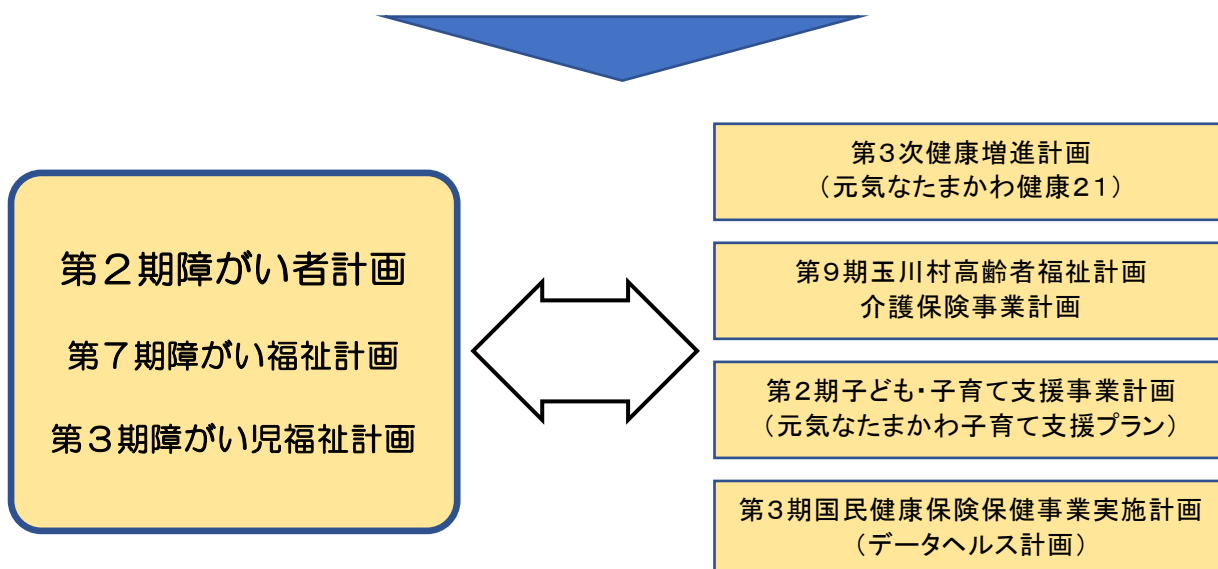 第２期障がい者計画
第７期障がい福祉計画
第３期障がい児福祉計画
第３次健康増進計画
（元気なたまかわ健康２１）
第９期玉川村高齢者福祉計画
介護保険事業計画
第２期子ども・子育て支援事業計画
（元気なたまかわ子育て支援プラン）
第３期国民健康保険保健事業実施計画
（データヘルス計画）